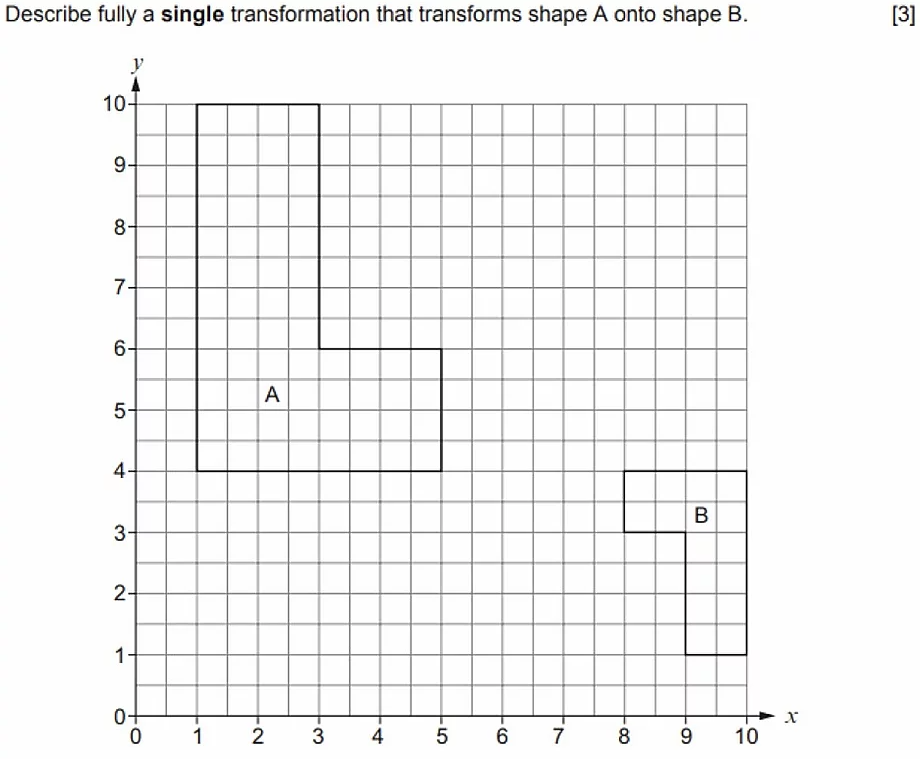 Describe fully a single transformation that transforms shape A onto shape B. [3]
y
10
9
8
7
6
A
5
4
B
3
2
1
0
x
0 1 2 3 4 5 6 7 8 9 10